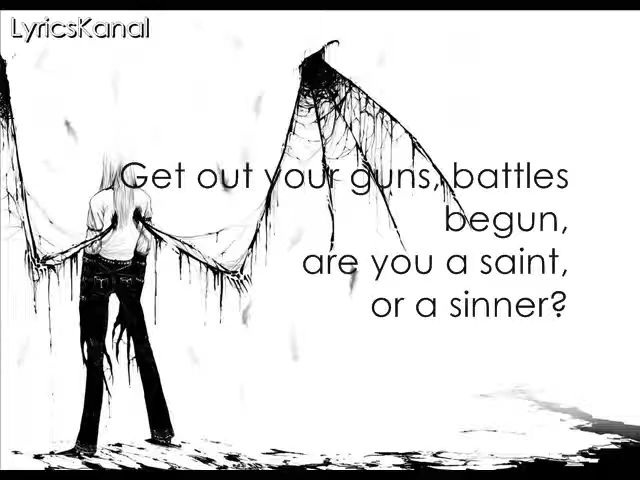 LyricsKanal
Get out your guns, battles
begun,
are you a saint,
or a sinner?